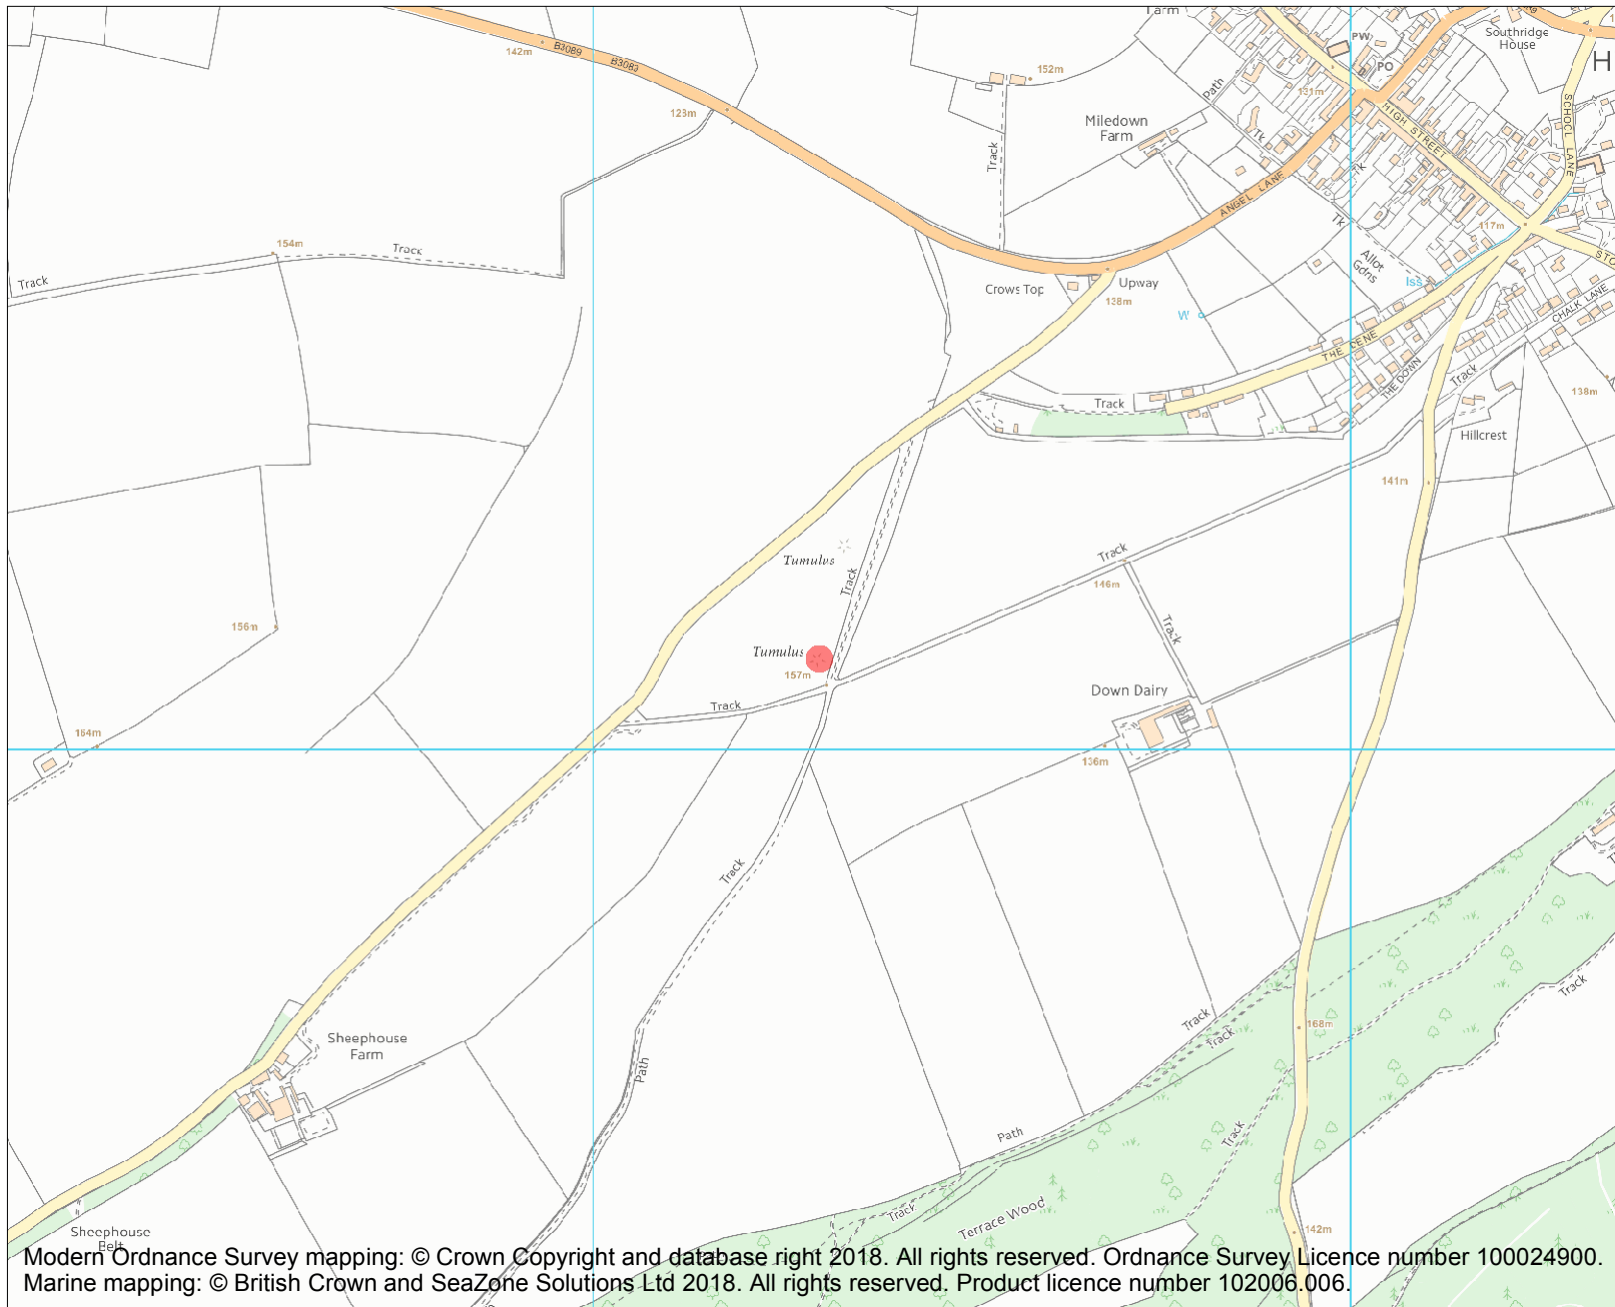 Farm
PW
Southridge
House
142m
B3089
B3083
152m
PO
H
Path
131m
128m
Miledown
Farm
Tk
HIGH STREET
SCHOOL LANE
Track
Tk
ANGEL LANE
Tk
117m
154m
Track
STO
Allot
Gdns
Track
Crows Top
Upway
Iss
138m
CHALK LANE
W
THE DENE
THE DOWN
Track
138m
Track
Hillcrest
141m
Tumulus
Track
Track
146m
156m
Track
Tumulus
157m
Down Dairy
Track
164m
136m
Track
Track
Sheephouse
Farm
Track
168m
Track
Path
Path
Track
Track
Terrace Wood
142m
Sheephouse
Belt
Modern Ordnance Survey mapping: © Crown Copyright and database right 2018. All rights reserved. Ordnance Survey Licence number 100024900.
Marine mapping: © British Crown and SeaZone Solutions Ltd 2018. All rights reserved. Product licence number 102006.006.